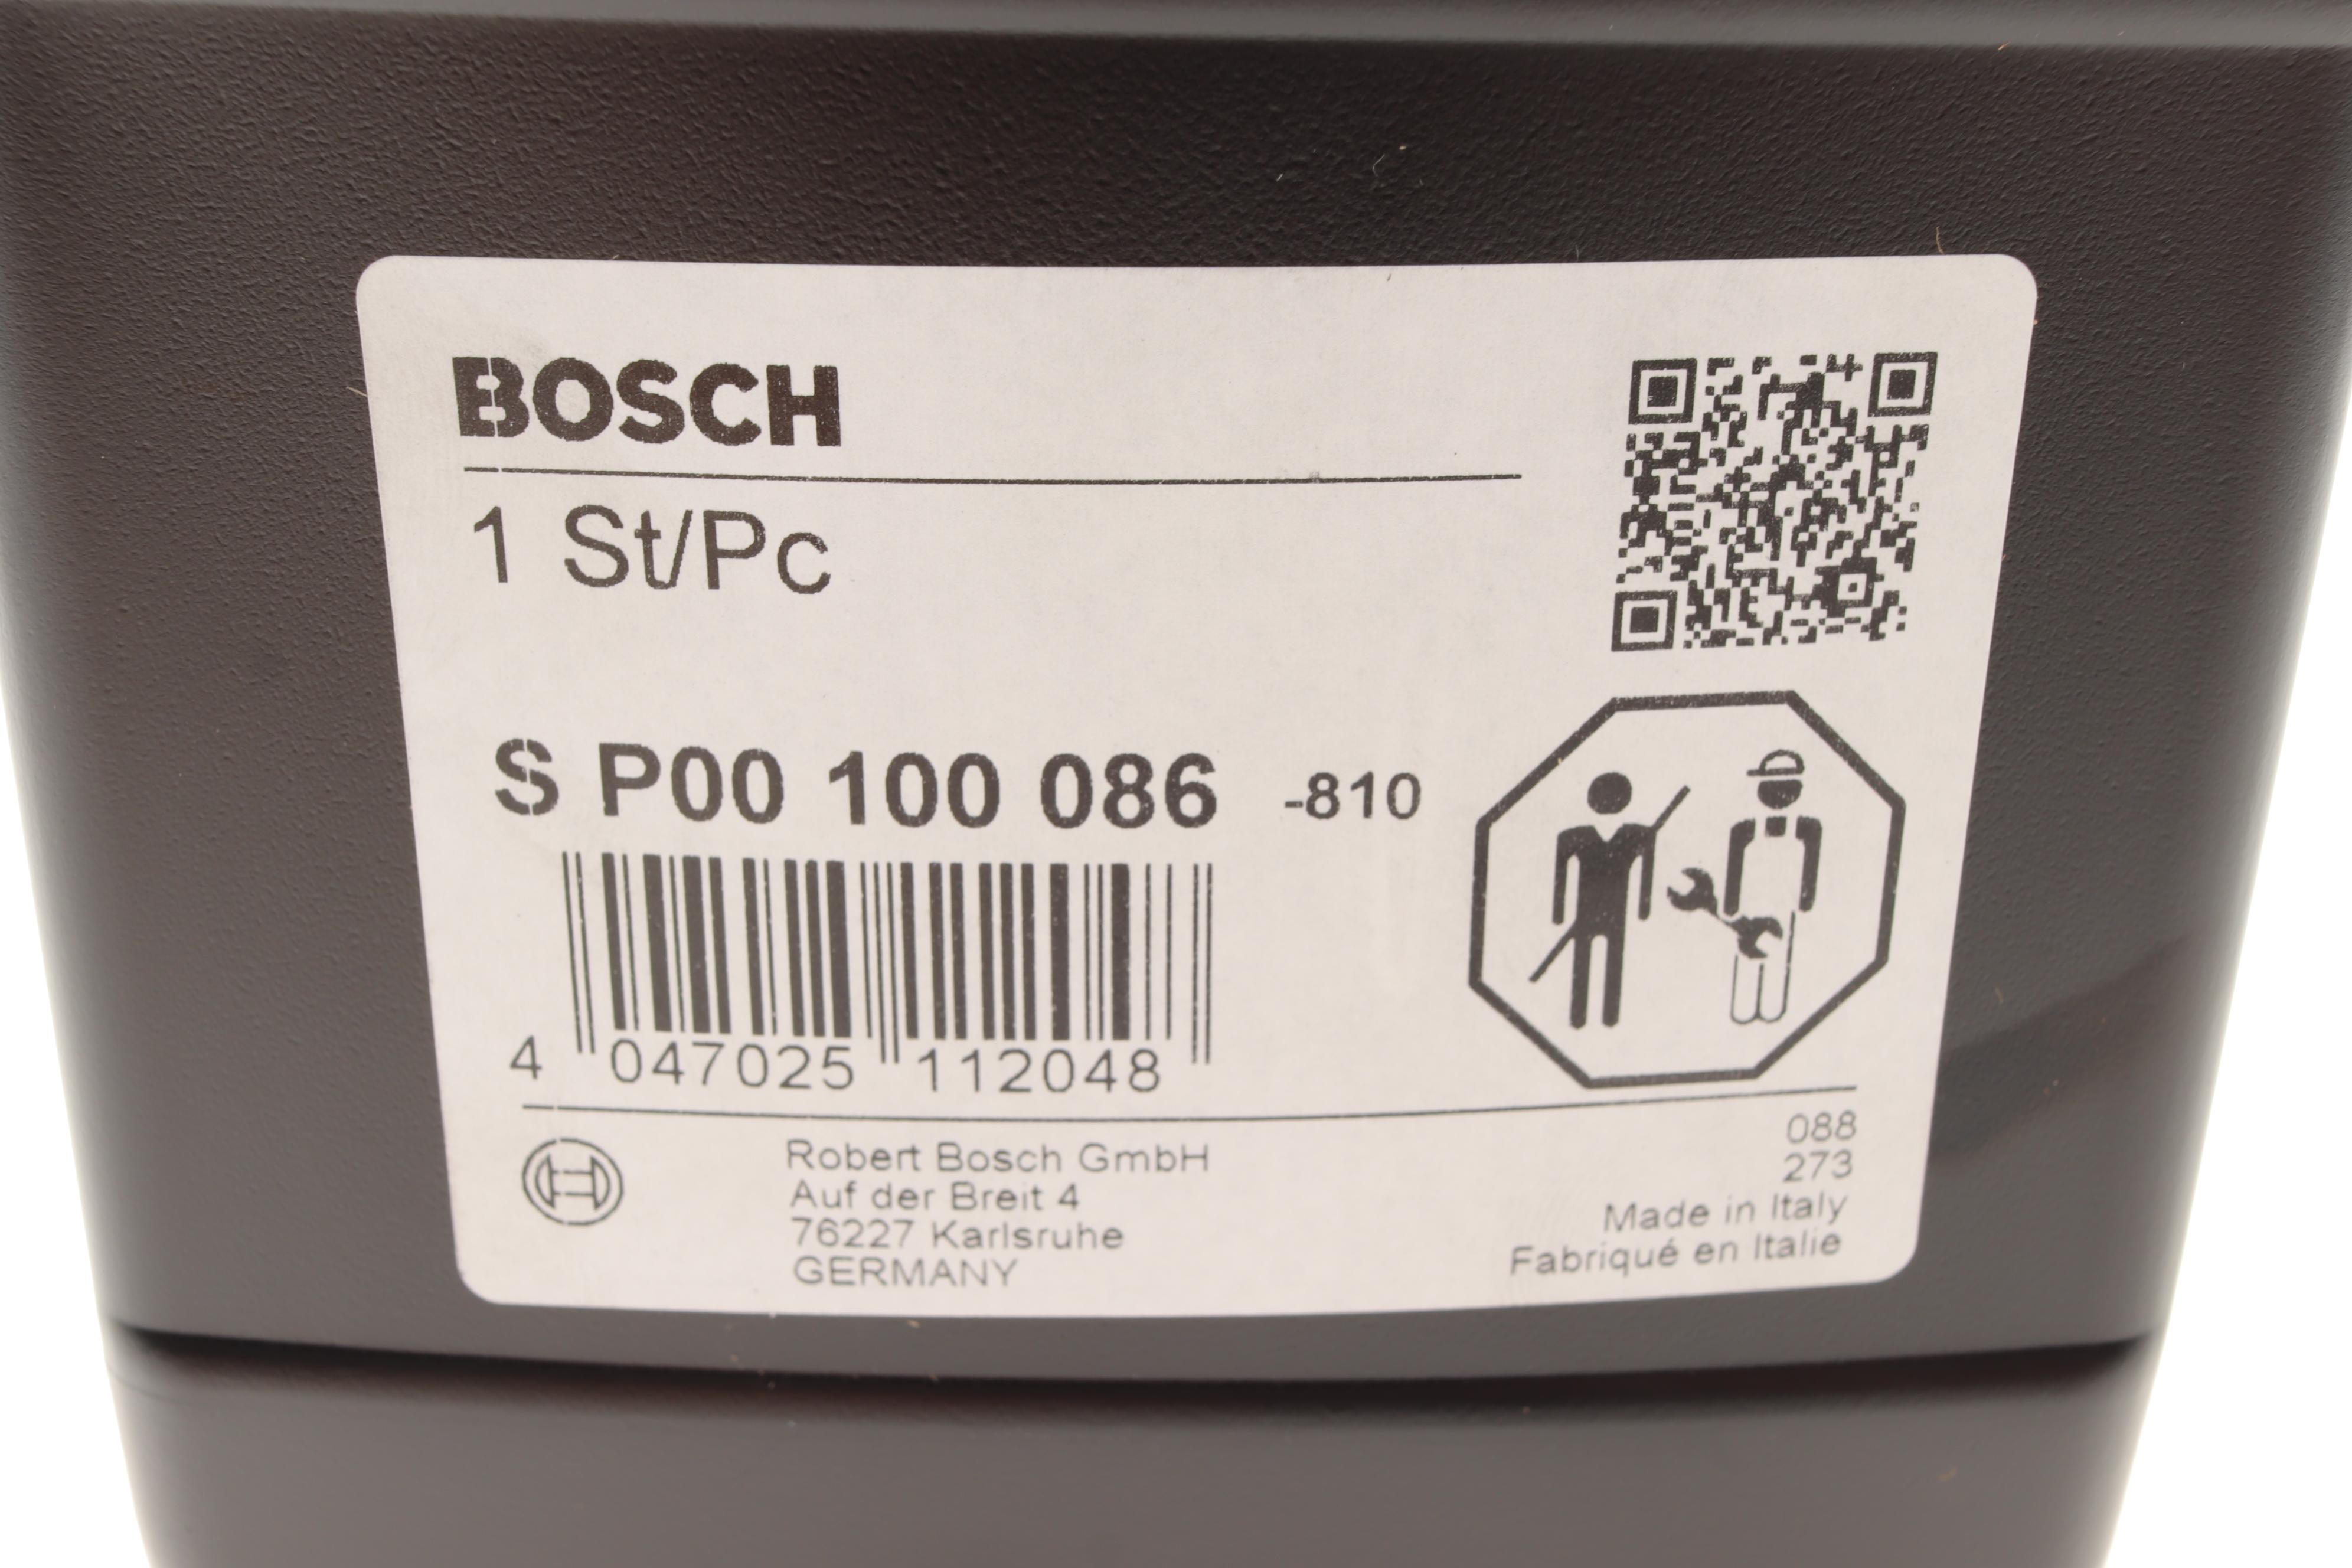 BOSCH
1 St/Pc
S P00 100 086 -810
4 047025 112048
Robert Bosch GmbH
Auf der Breit 4
76227 Karlsruhe
GERMANY
088
273
Made in Italy
Fabriqué en Italie